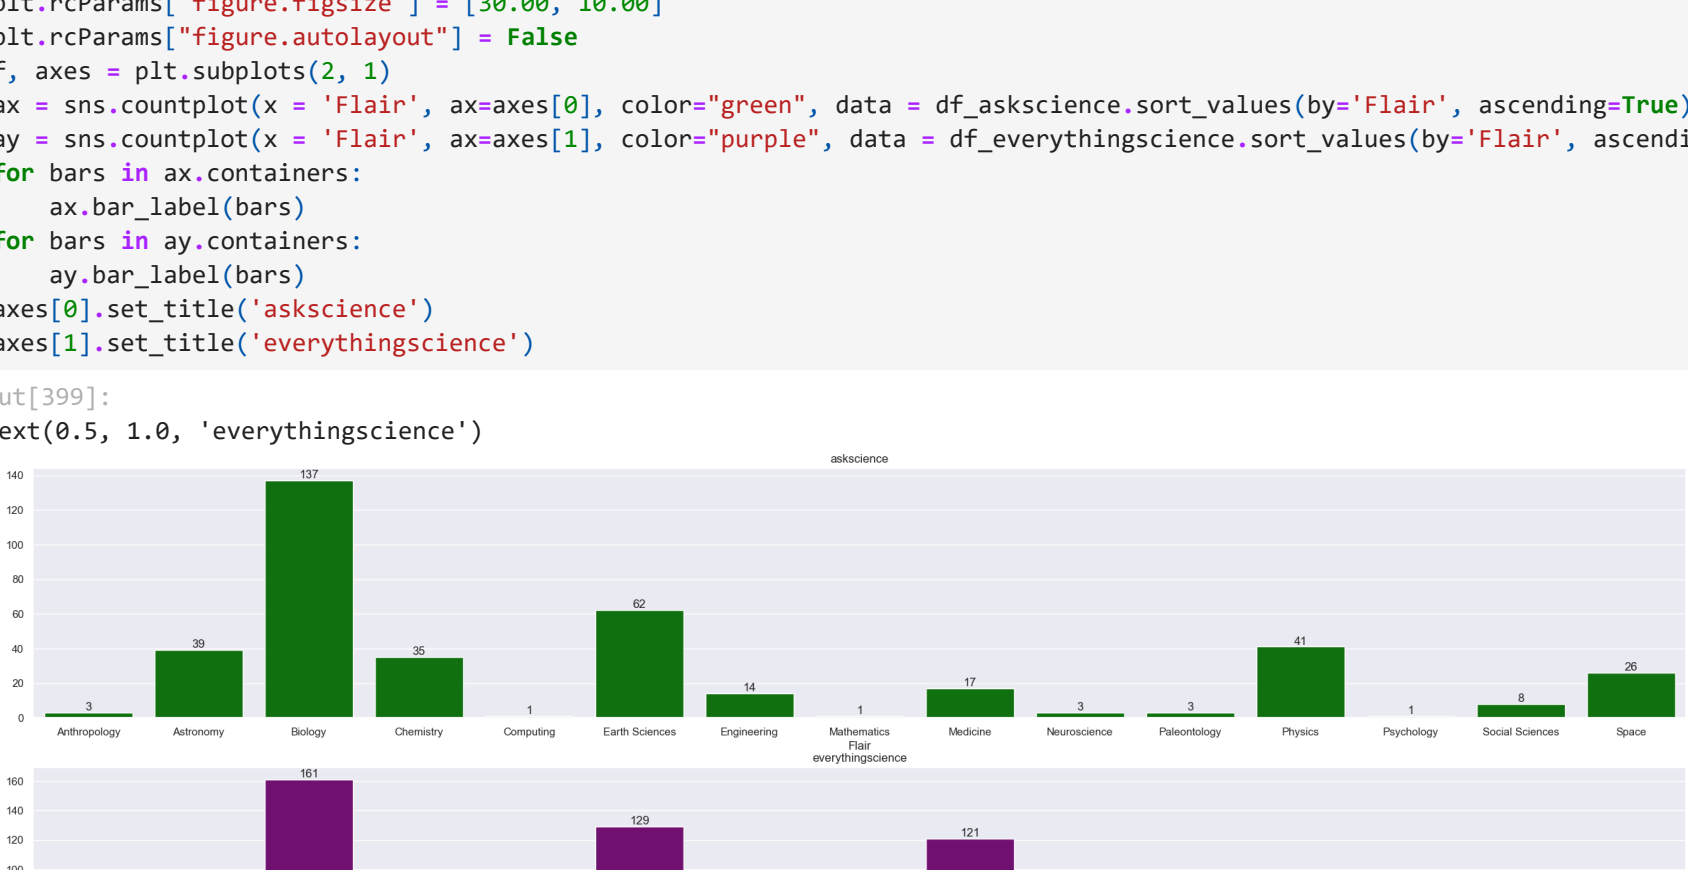 plt.rcParams["figure.figsize"] = [30.00, 10.00]
plt.rcParams["figure.autolayout"] = False
f, axes = plt.subplots(2, 1)
ax = sns.countplot(x = 'Flair', ax=axes[0], color="green", data = df_askscience.sort_values(by='Flair', ascending=True)
ay = sns.countplot(x = 'Flair', ax=axes[1], color="purple", data = df_everythingscience.sort_values(by='Flair', ascendi
for bars in ax.containers:
    ax.bar_label(bars)
for bars in ay.containers:
    ay.bar_label(bars)
axes[0].set_title('askscience')
axes[1].set_title('everythingscience')
ut[399]:
ext(0.5, 1.0, 'everythingscience')
askscience
140
137
120
100
80
60
62
40
39
35
41
20
3
1
14
1
17
3
3
1
8
26
0
Anthropology Astronomy Biology Chemistry Computing Earth Sciences Engineering Mathematics Medicine Neuroscience Paleontology Physics Psychology Social Sciences Space
Flair
everythingscience
160
161
140
129
120
121
100